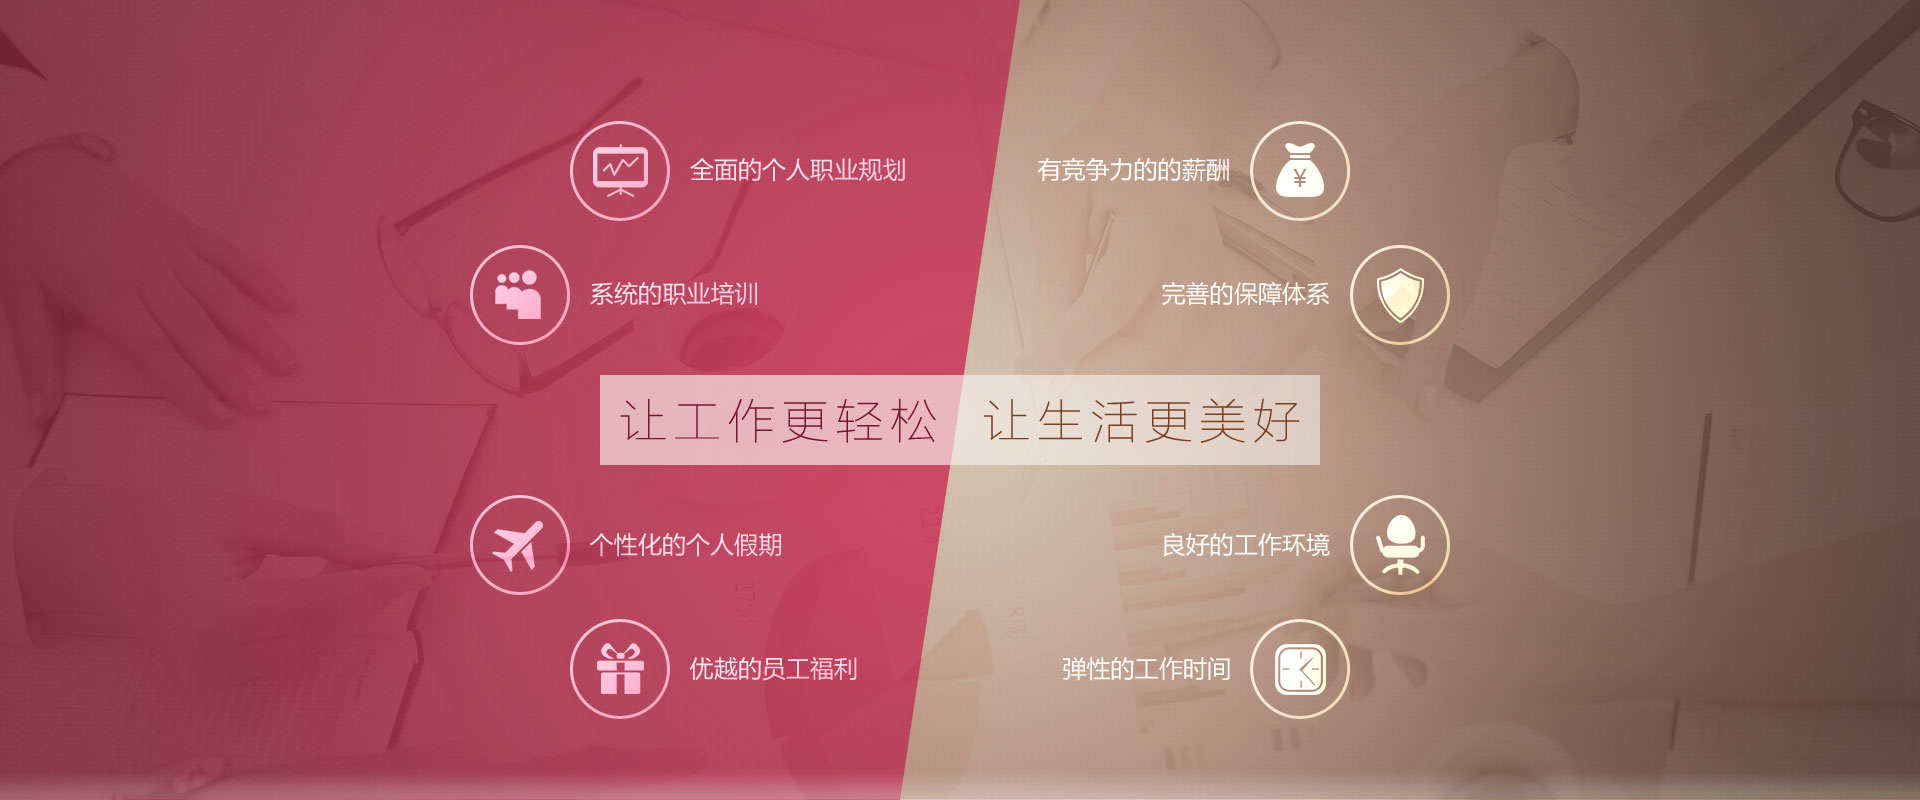 全面的个人职业规划
有竞争力的的薪酬
¥
系统的职业培训
完善的保障体系
让工作更轻松
让生活更美好
个性化的个人假期
良好的工作环境
优越的员工福利
弹性的工作时间